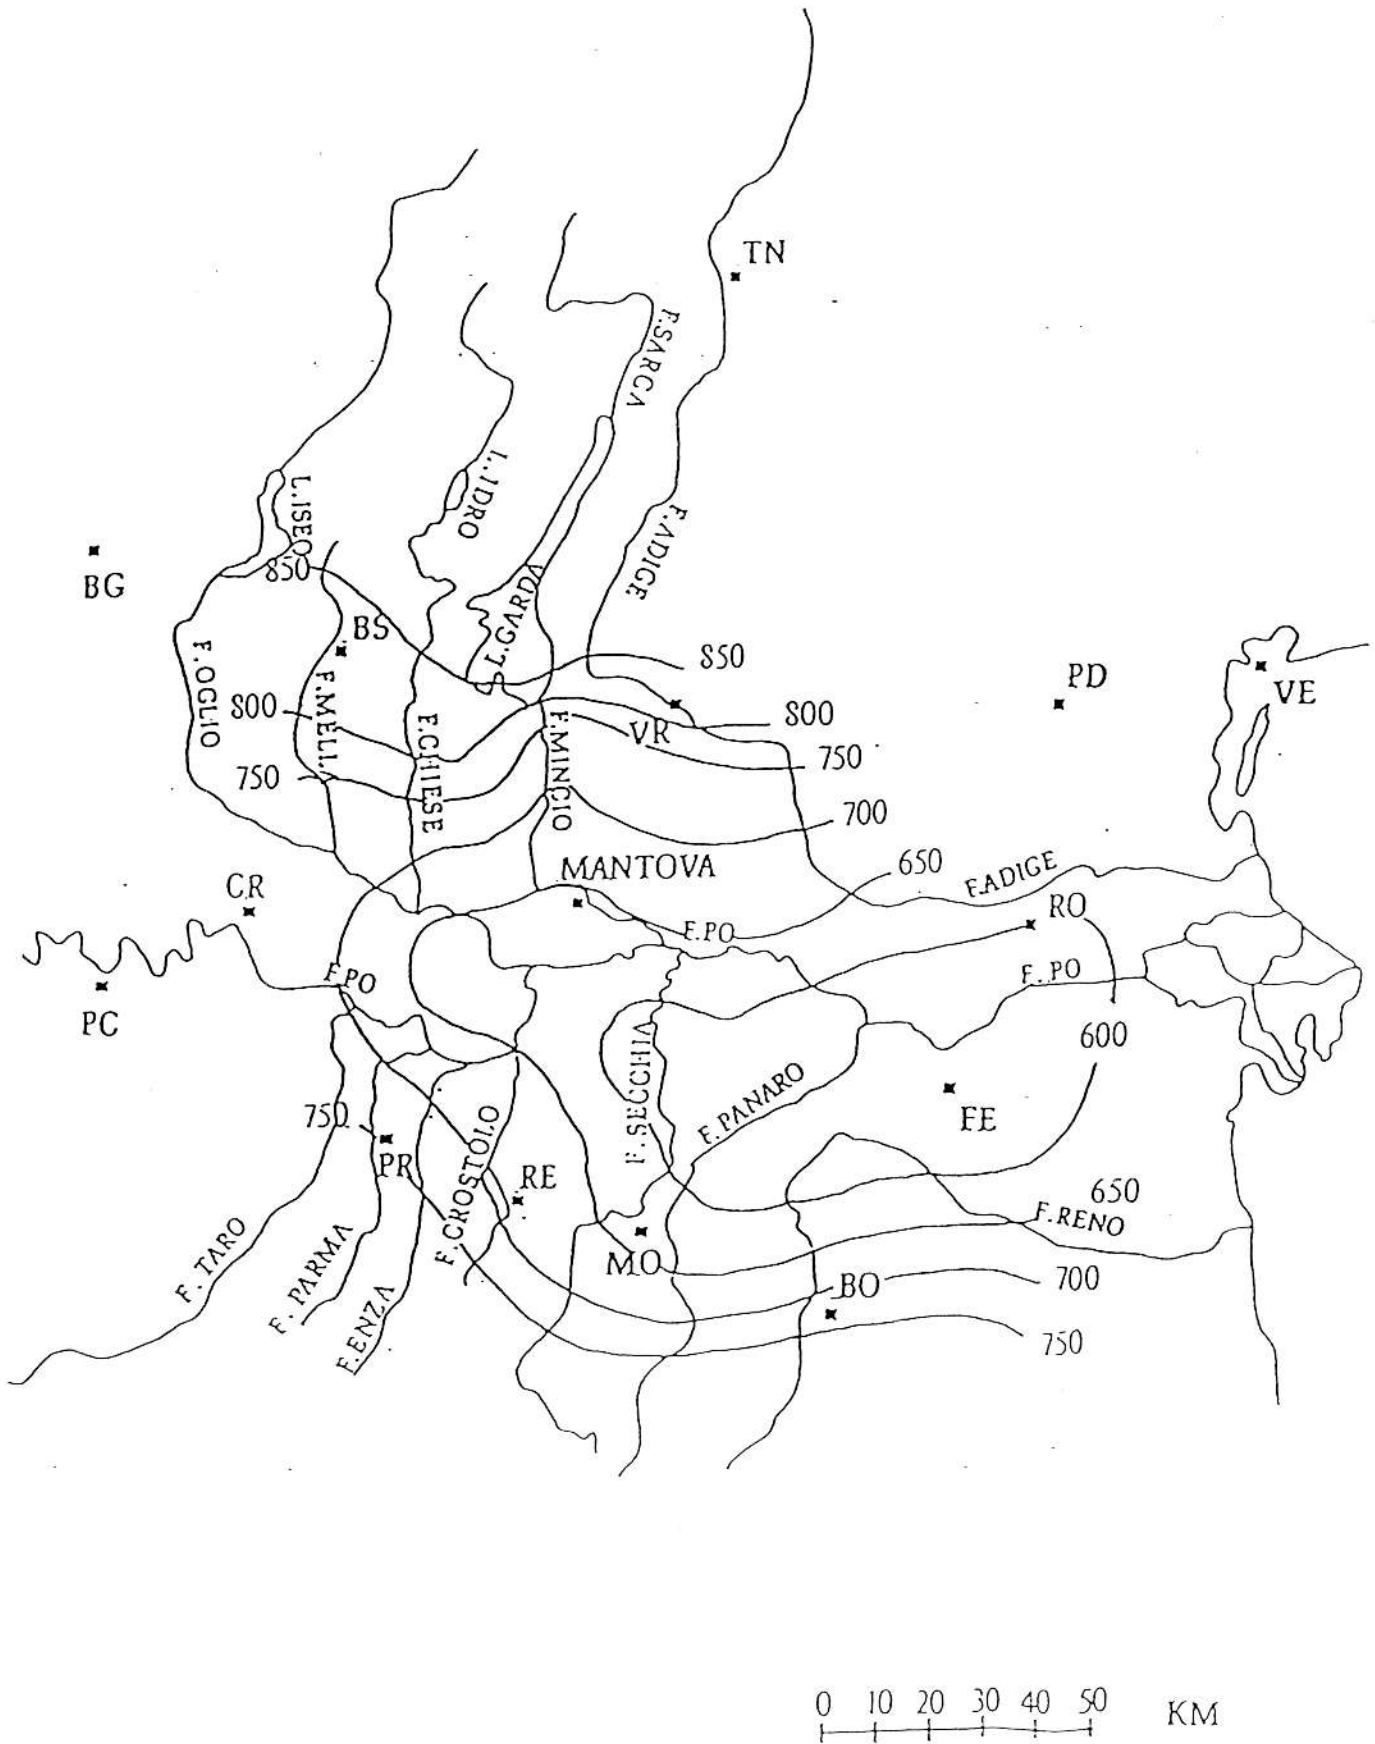 TN
F.SARCA
L.IDRO
L.ISEO
F.ADIGE
BG
850
L.GARDA
BS
F.OGLIO
850
PD
VE
800
F.MELL.
F.CHIESE
F.MINCIO
VR
800
750
750
700
MANTOVA
650
F.ADIGE
CR
RO
F.PO
F.PO
F..PO
PC
600
F.SECCHIA
F.PANARO
FE
750
PR
F.CROSTOLO
RE
650
F.RENO
F. TARO
F. PARMA
F.ENZA
MO
BO
700
750
0 10 20 30 40 50 KM